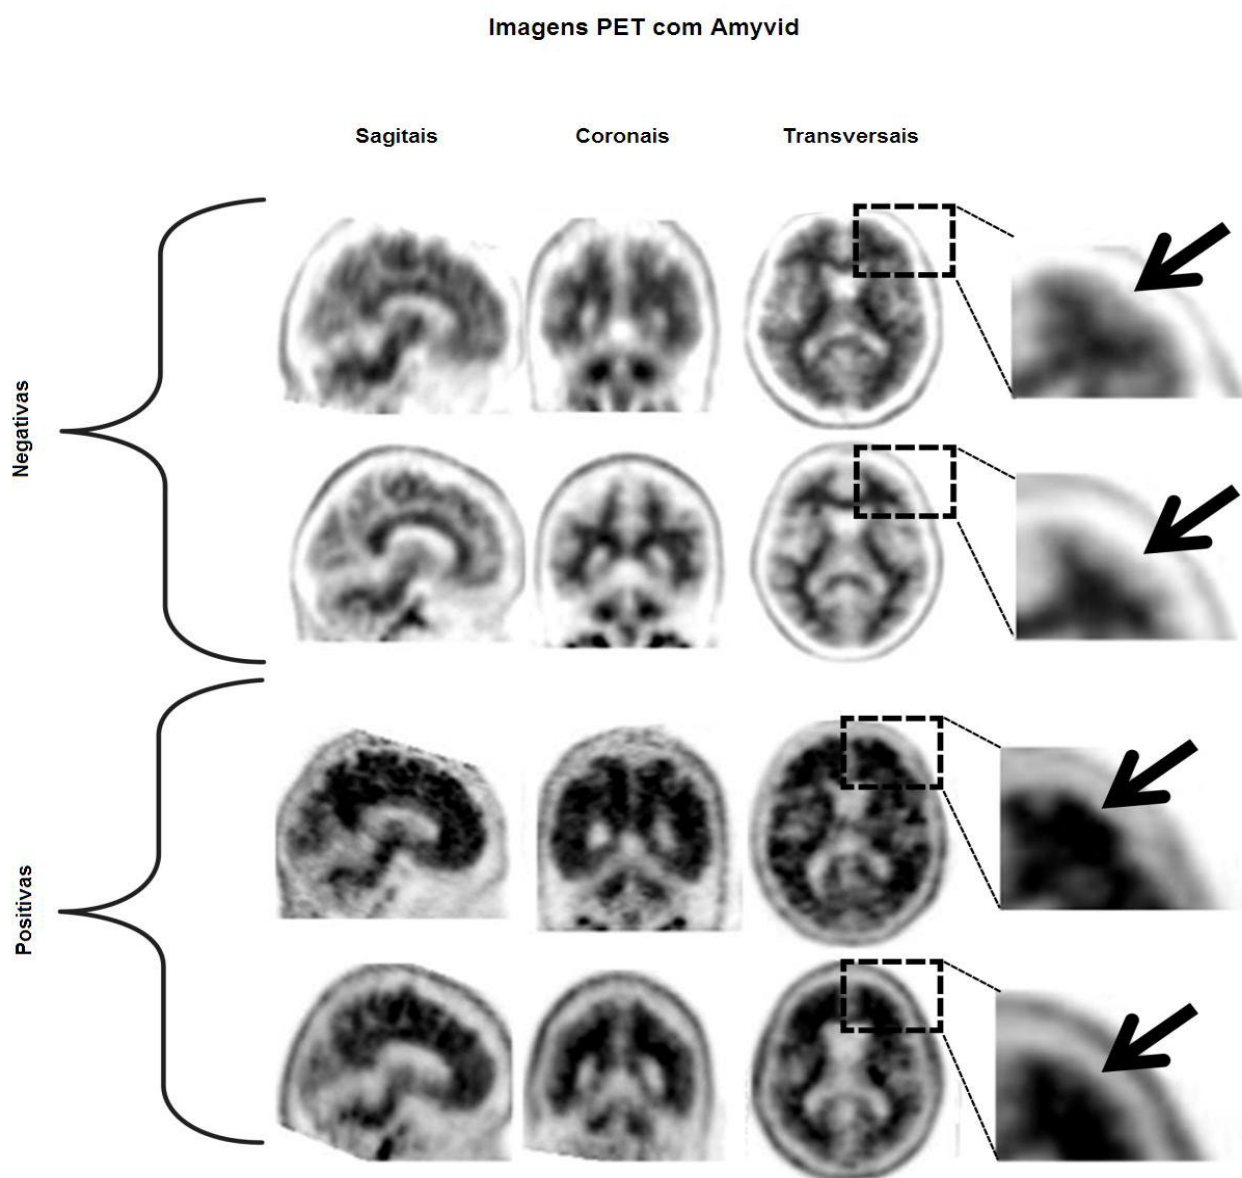 Imagens PET com Amyvid
Sagitais
Coronais
Transversais
Negativas
Positivas